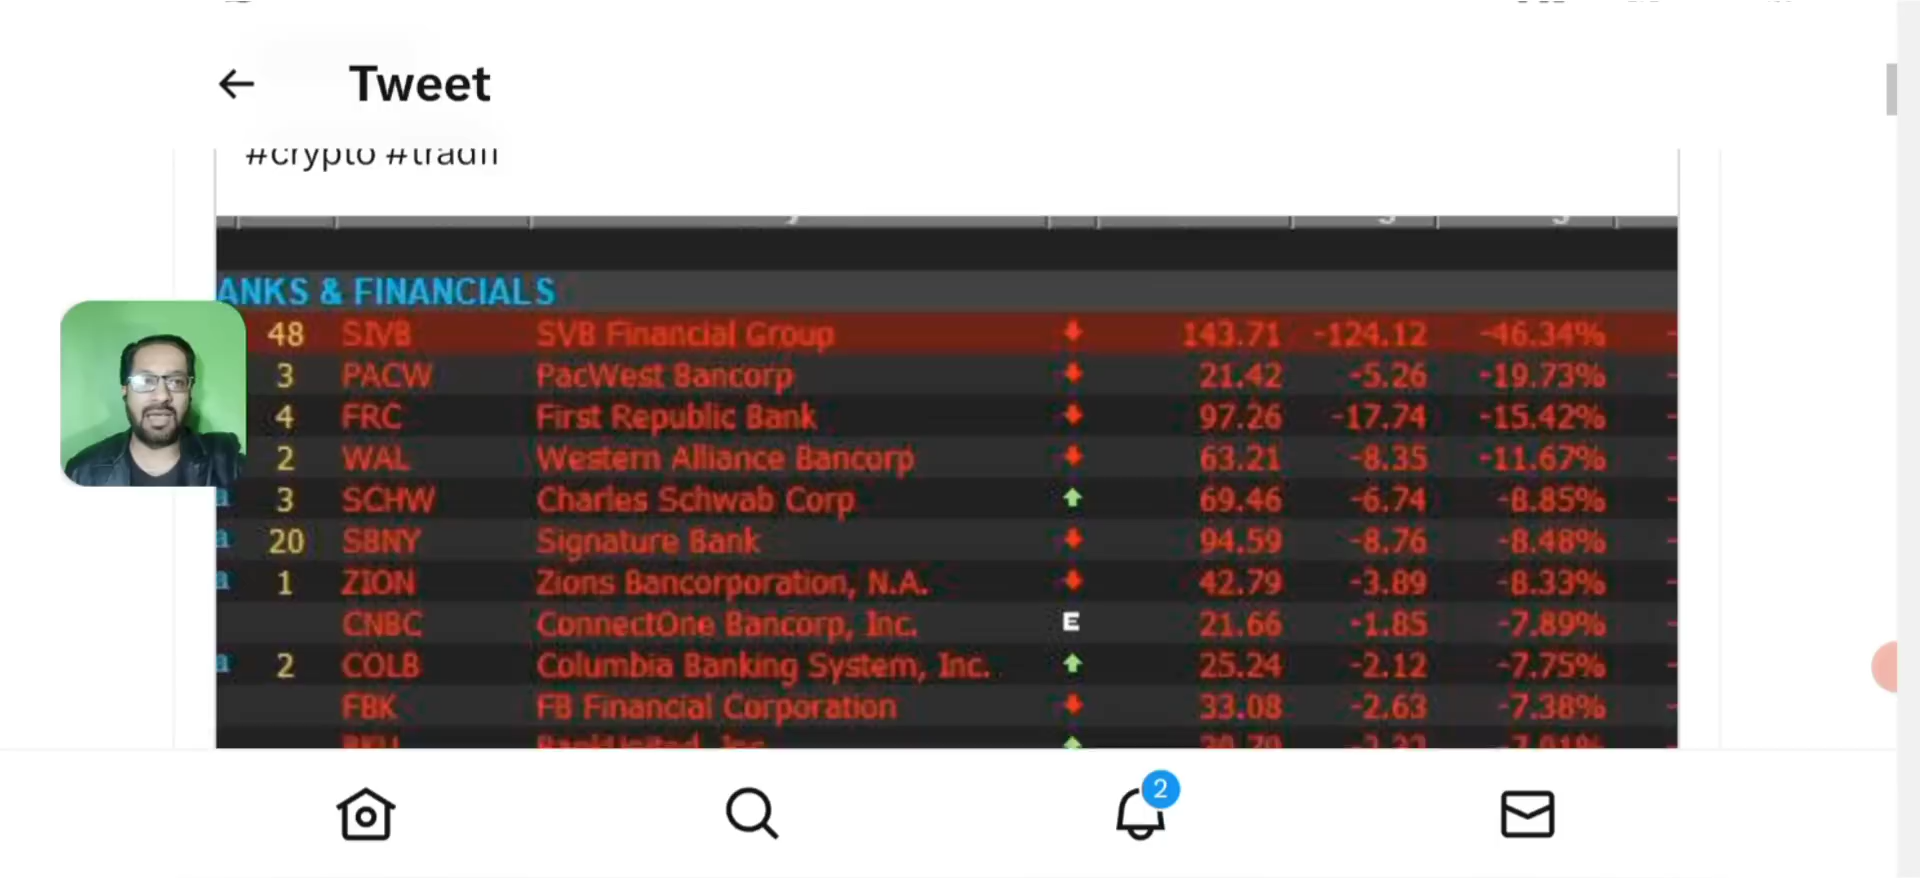 Tweet
#crypto #tradfi
ANKS & FINANCIALS
48 SIVB SVB Financial Group 143.71 -124.12 -46.34%
3 PACW PacWest Bancorp 21.42 -5.26 -19.73%
4 FRC First Republic Bank 97.26 -17.74 -15.42%
2 WAL Western Alliance Bancorp 63.21 -8.35 -11.67%
a 3 SCHW Charles Schwab Corp 69.46 -6.74 -8.85%
a 20 SBNY Signature Bank 94.59 -8.76 -8.48%
a 1 ZION Zions Bancorporation, N.A. 42.79 -3.89 -8.33%
CNBC ConnectOne Bancorp, Inc. E 21.66 -1.85 -7.89%
a 2 COLB Columbia Banking System, Inc. 25.24 -2.12 -7.75%
FBK FB Financial Corporation 33.08 -2.63 -7.38%
BankUnited, Inc
2